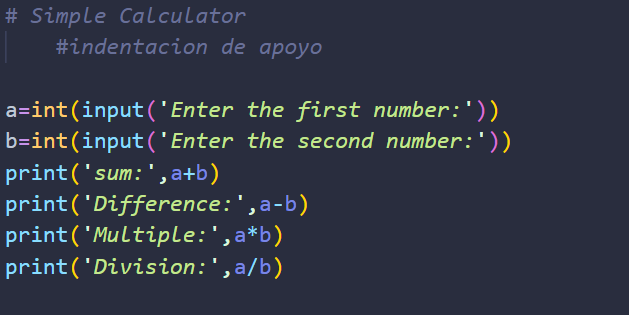 # Simple Calculator
#indentacion de apoyo
a=int(input('Enter the first number:'))
b=int(input('Enter the second number:'))
print('sum:',a+b)
print('Difference:',a-b)
print('Multiple:',a*b)
print('Division:',a/b)